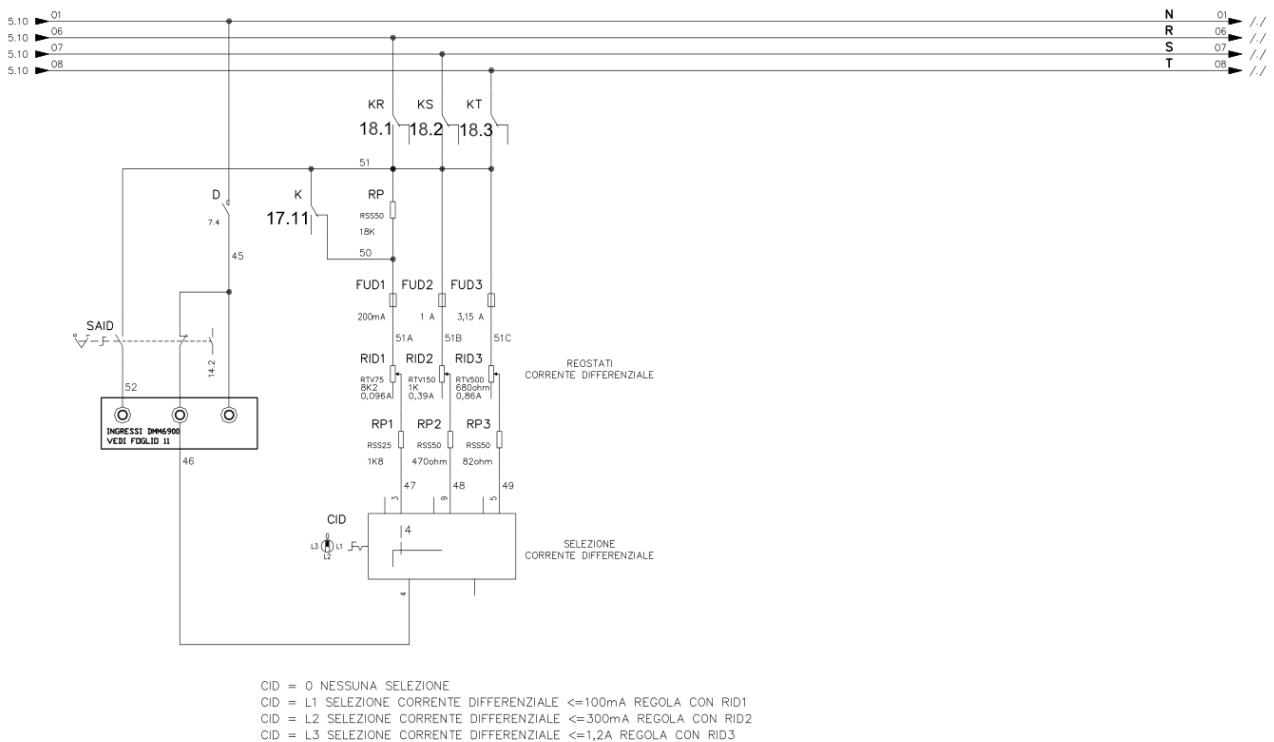 5.10 01 N 01 /./
5.10 06 R 06 /./
5.10 07 S 07 /./
5.10 08 T 08 /./
KR KS KT
18.1 18.2 18.3
51
D K RP
7.4 17.11 RSS50
18K
45 50
FUD1 FUD2 FUD3
200mA 1 A 3,15 A
SAID 51A 51B 51C
14.2
RID1 RID2 RID3
REOSTATI
CORRENTE DIFFERENZIALE
RTV75 RTV150 RTV500
8K2 1K 680ohm
0,096A 0,39A 0,86A
52
INGRESSI DMM6900
VEDI FOGLIO 11
RP1 RP2 RP3
RSS25 RSS50 RSS50
1K8 470ohm 82ohm
46
47 48 49
3 9 5
CID
4
0
L3 L1
L2
SELEZIONE
CORRENTE DIFFERENZIALE
4
CID = 0 NESSUNA SELEZIONE
CID = L1 SELEZIONE CORRENTE DIFFERENZIALE <=100mA REGOLA CON RID1
CID = L2 SELEZIONE CORRENTE DIFFERENZIALE <=300mA REGOLA CON RID2
CID = L3 SELEZIONE CORRENTE DIFFERENZIALE <=1,2A REGOLA CON RID3